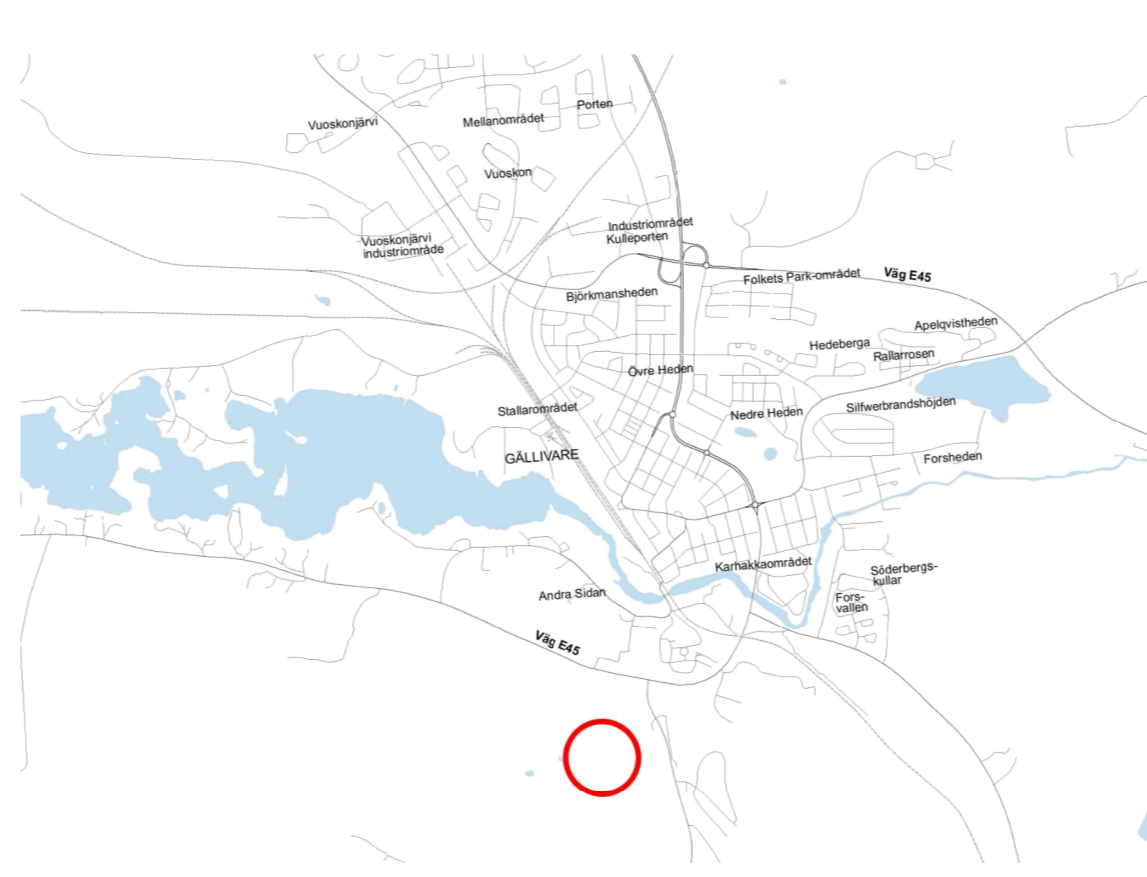 Porten
Vuoskonjärvi
Mellanområdet
Vuoskon
Industriområdet
Kulleporten
Vuoskonjärvi
industriområde
Folkets Park-området
Väg E45
Björkmansheden
Apelqvistheden
Hedeberga
Rallarrosen
Övre Heden
Stallarområdet
Nedre Heden
Silfwerbrandshöjden
GÄLLIVARE
Forsheden
Karhakkaområdet
Söderbergs-
kullar
Andra Sidan
Fors-
vallen
Väg E45